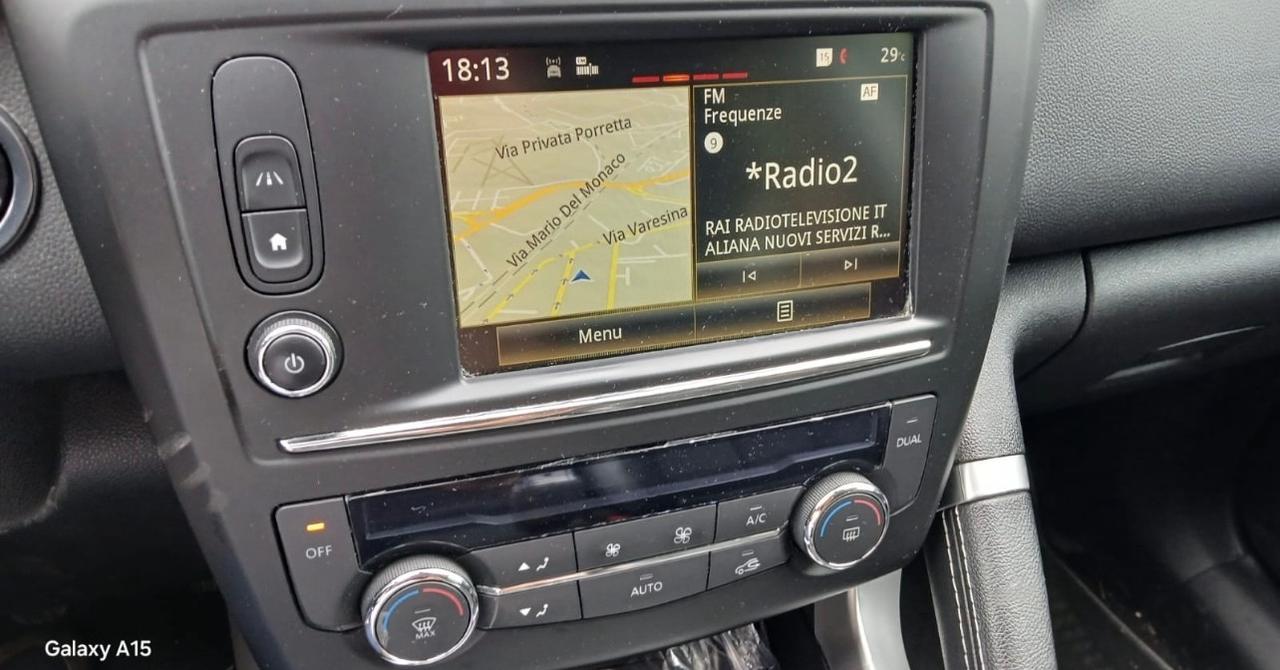 18:13
15
29°C
FM
AF
Frequenze
9
*Radio2
RAI RADIOTELEVISIONE IT
ALIANA NUOVI SERVIZI R...
Via Privata Porretta
Via Mario Del Monaco
Via Varesina
Menu
DUAL
OFF
A/C
AUTO
MAX
Galaxy A15